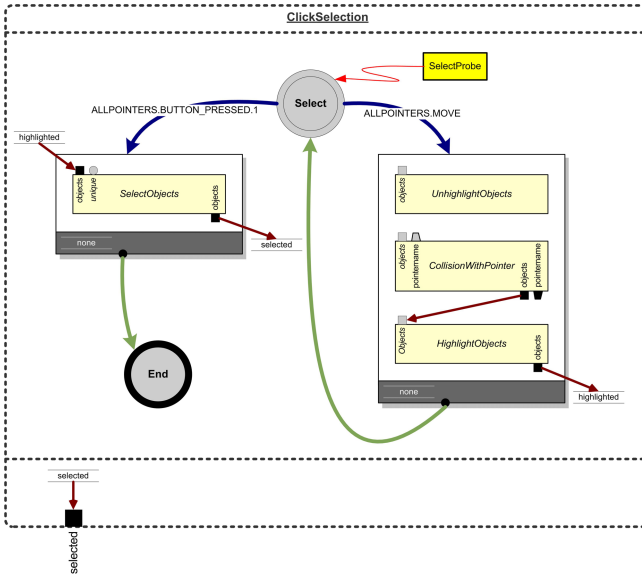 ClickSelection
SelectProbe
Select
ALLPOINTERS.BUTTON_PRESSED.1
ALLPOINTERS.MOVE
highlighted
objects
unique
SelectObjects
objects
none
selected
End
objects
UnhighlightObjects
Objects
pointername
CollisionWithPointer
objects
pointername
Objects
HighlightObjects
objects
none
highlighted
selected
selected